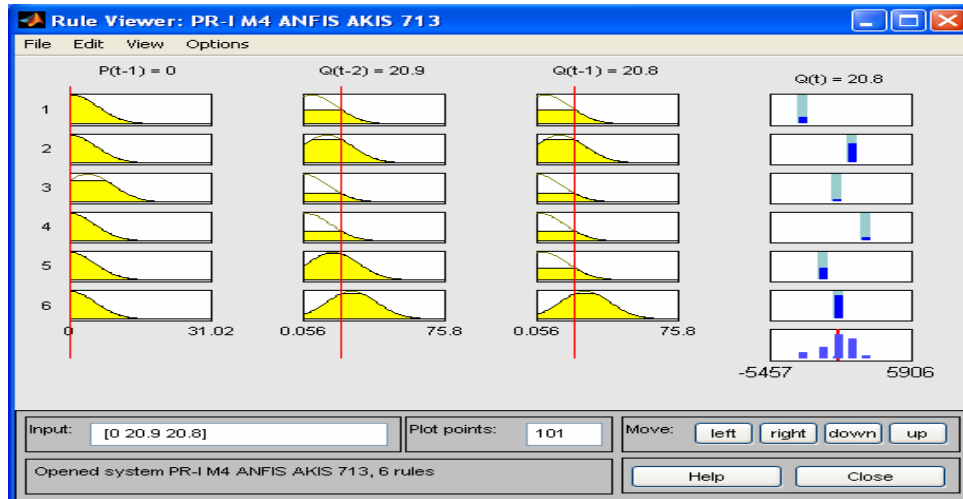 Rule Viewer: PR-I M4 ANFIS AKIS 713
File Edit View Options
P(t-1) = 0 Q(t-2) = 20.9 Q(t-1) = 20.8 Q(t) = 20.8
1
2
3
4
5
6
0 31.02 0.056 75.8 0.056 75.8
-5457 5906
Input: [0 20.9 20.8] Plot points: 101 Move: left right down up
Opened system PR-I M4 ANFIS AKIS 713, 6 rules Help Close